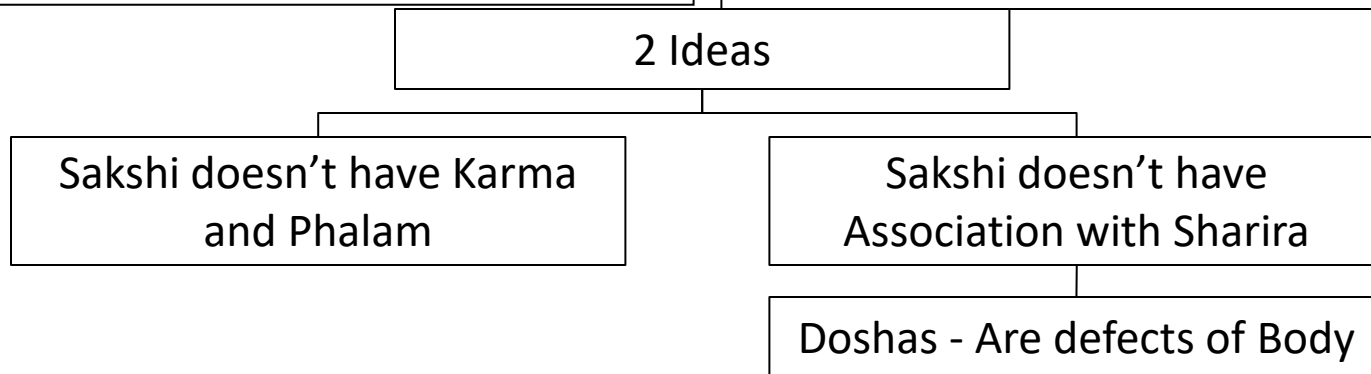 2 Ideas
Sakshi doesn’t have Karma
and Phalam
Sakshi doesn’t have
Association with Sharira
Doshas - Are defects of Body